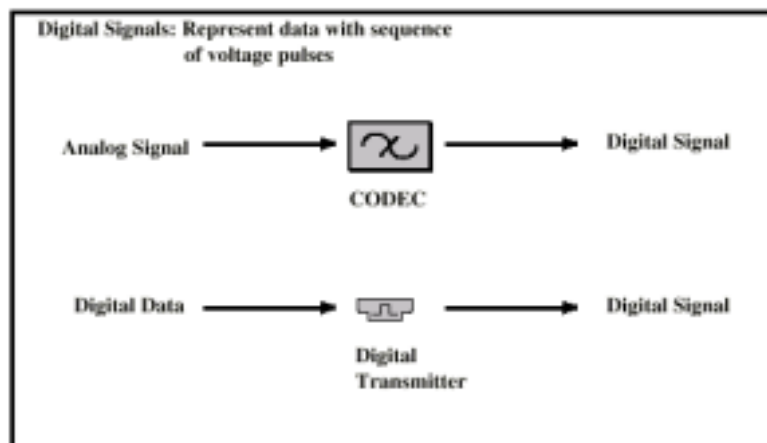 Digital Signals: Represent data with sequence
of voltage pulses
Analog Signal
Digital Signal
CODEC
Digital Data
Digital Signal
Digital
Transmitter